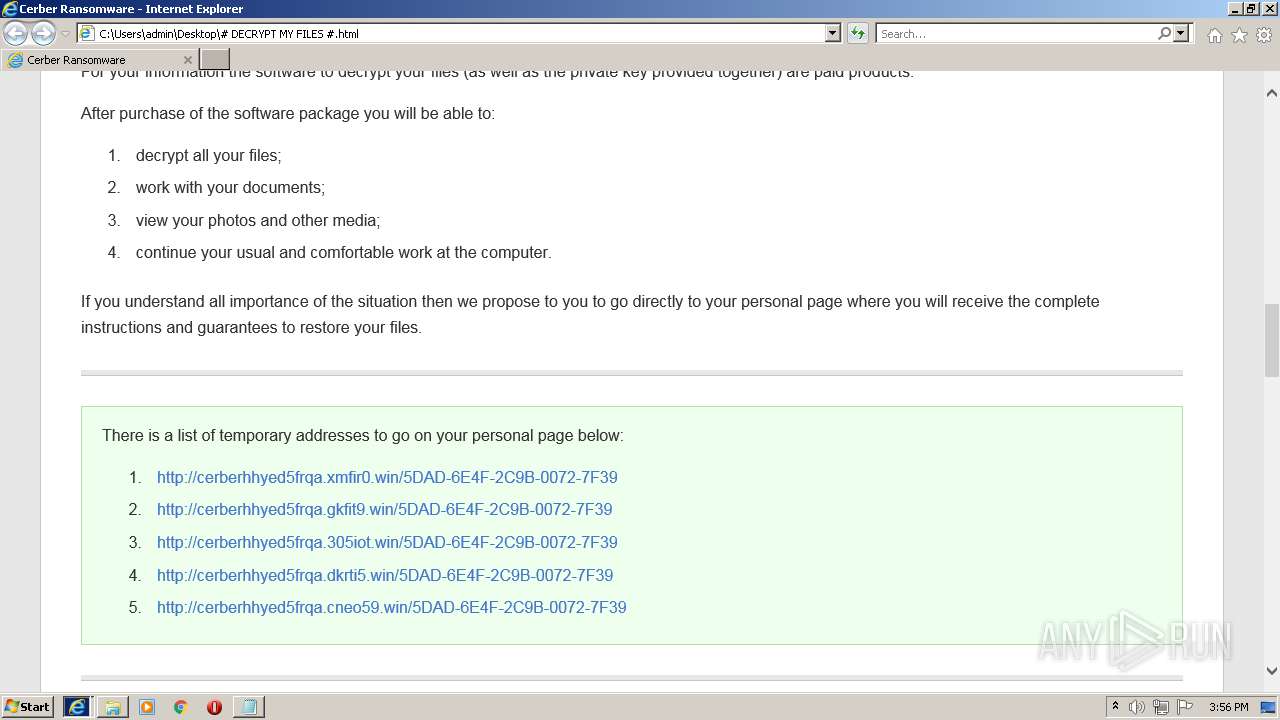 Cerber Ransomware - Internet Explorer
C:\Users\admin\Desktop\# DECRYPT MY FILES #.html
Search...
Cerber Ransomware
For your information the software to decrypt your files (as well as the private key provided together) are paid products.
After purchase of the software package you will be able to:
1. decrypt all your files;
2. work with your documents;
3. view your photos and other media;
4. continue your usual and comfortable work at the computer.
If you understand all importance of the situation then we propose to you to go directly to your personal page where you will receive the complete
instructions and guarantees to restore your files.
There is a list of temporary addresses to go on your personal page below:
1. http://cerberhhyed5frqa.xmfir0.win/5DAD-6E4F-2C9B-0072-7F39
2. http://cerberhhyed5frqa.gkfit9.win/5DAD-6E4F-2C9B-0072-7F39
3. http://cerberhhyed5frqa.305iot.win/5DAD-6E4F-2C9B-0072-7F39
4. http://cerberhhyed5frqa.dkrti5.win/5DAD-6E4F-2C9B-0072-7F39
5. http://cerberhhyed5frqa.cneo59.win/5DAD-6E4F-2C9B-0072-7F39
ANY RUN
Start
3:56 PM